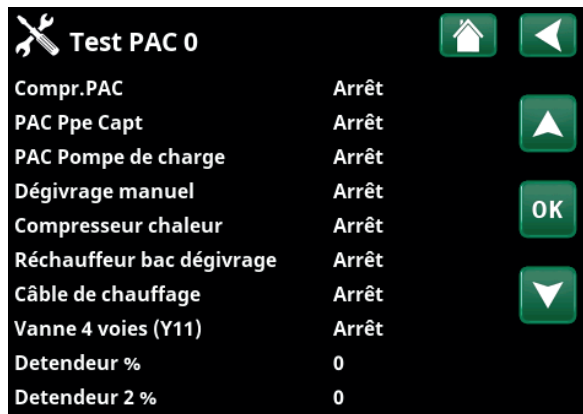 Test PAC 0
Compr.PAC Arrêt
PAC Ppe Capt Arrêt
PAC Pompe de charge Arrêt
Dégivrage manuel Arrêt
OK
Compresseur chaleur Arrêt
Réchauffeur bac dégivrage Arrêt
Câble de chauffage Arrêt
Vanne 4 voies (Y11) Arrêt
Detendeur % 0
Detendeur 2 % 0